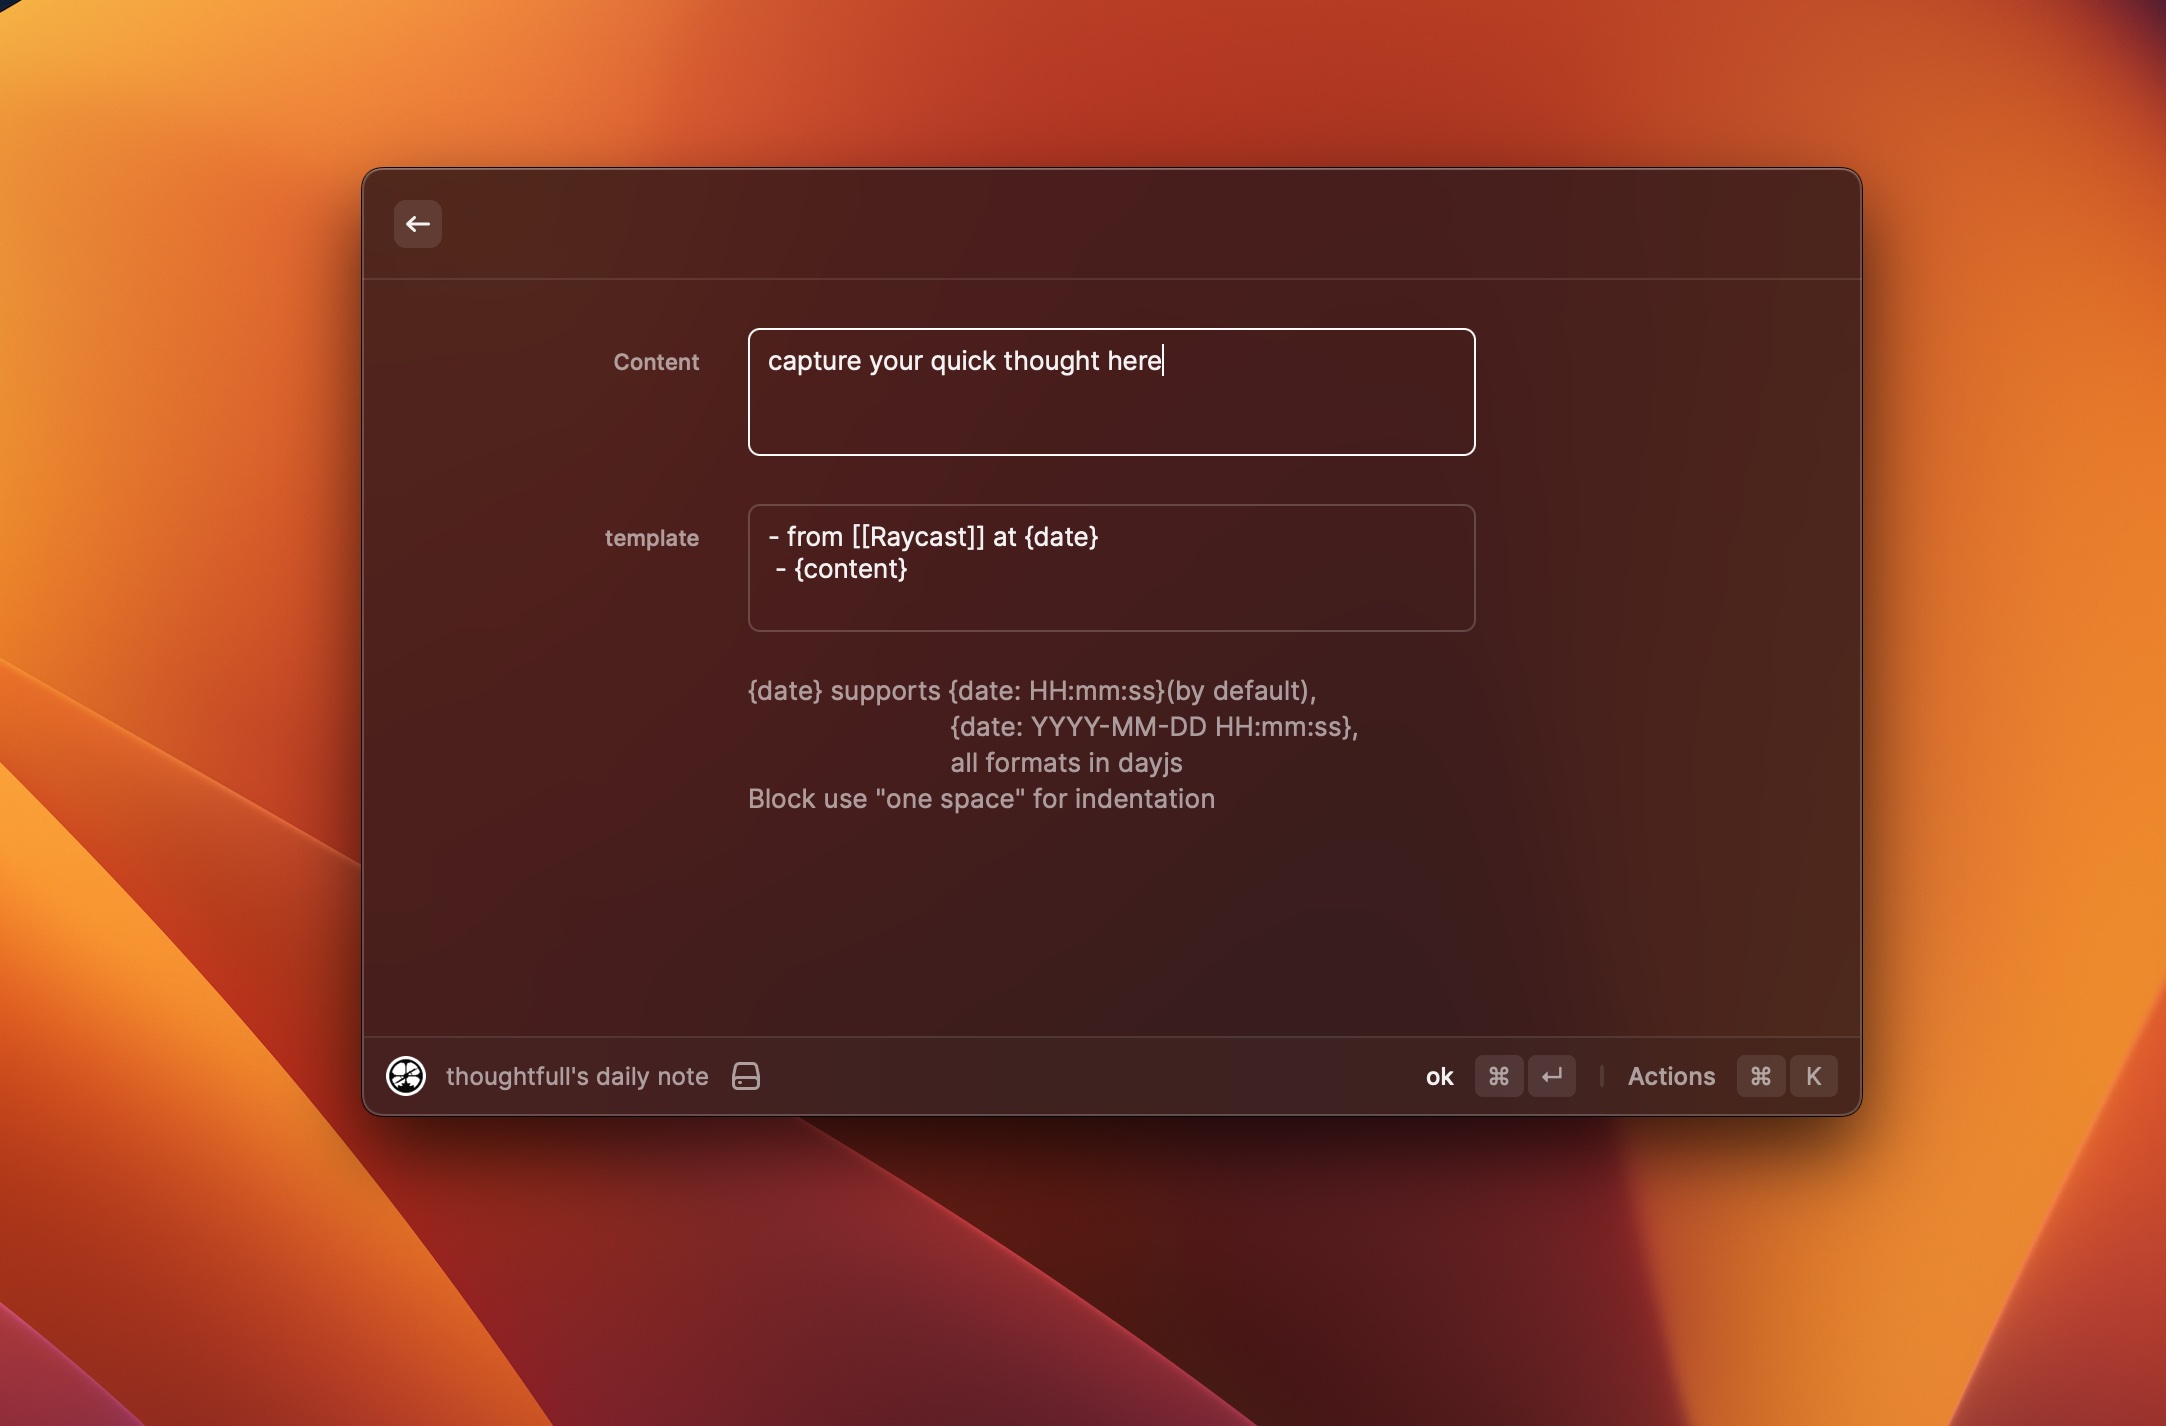 Content
capture your quick thought here
template
- from [[Raycast]] at {date}
 - {content}
{date} supports {date: HH:mm:ss}(by default),
{date: YYYY-MM-DD HH:mm:ss},
all formats in dayjs
Block use "one space" for indentation
thoughtfull's daily note
ok ⌘ ↵ Actions ⌘ K